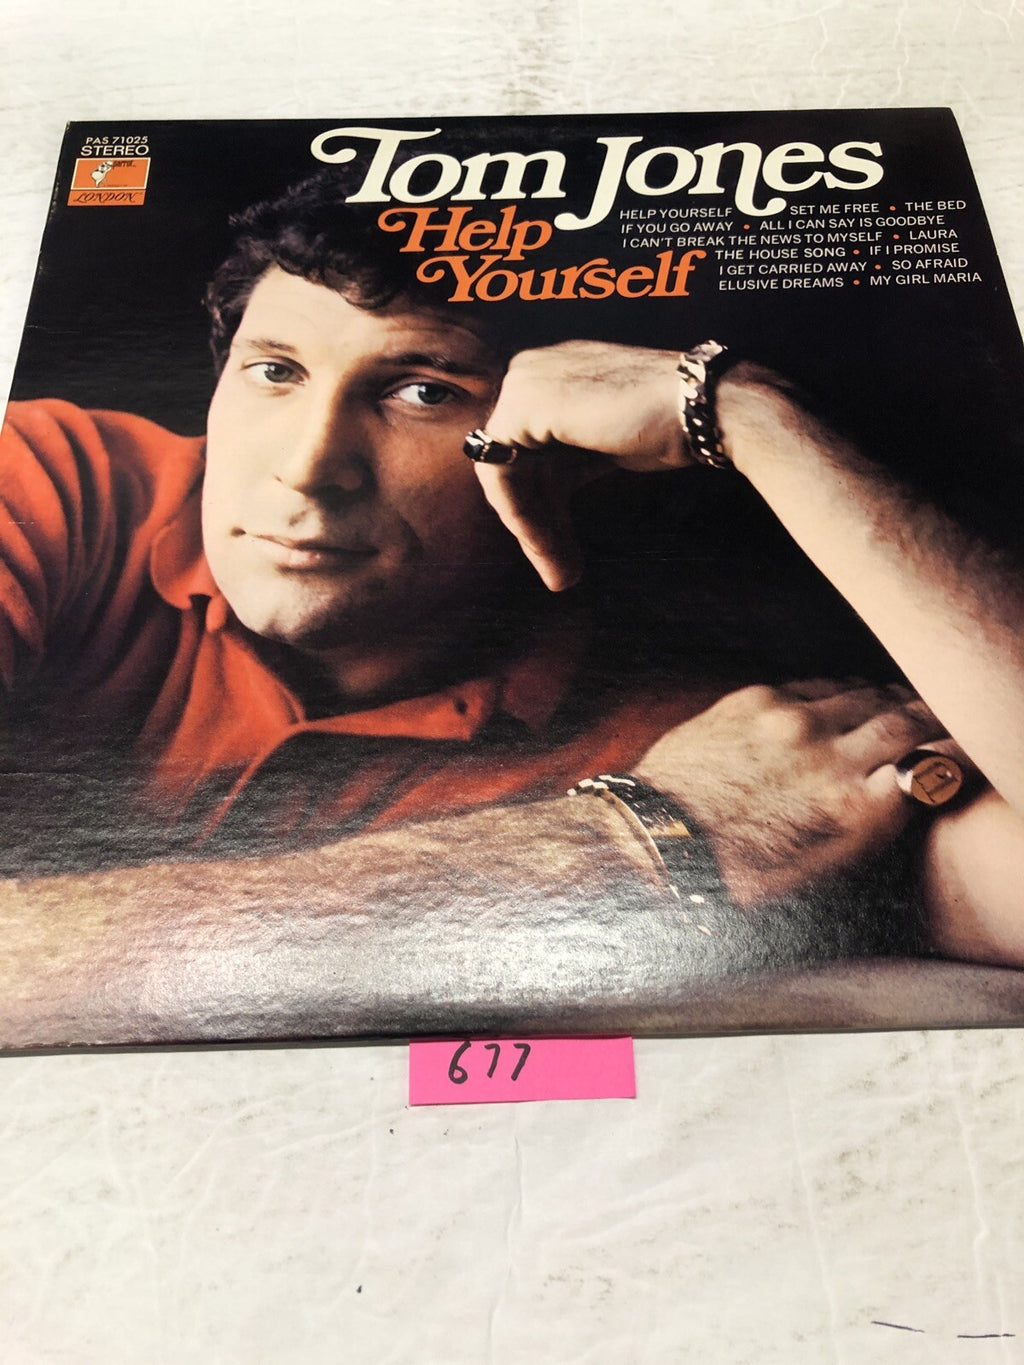 PAS 71025
STEREO
parrot
LONDON
Tom Jones
Help
Yourself
HELP YOURSELF SET ME FREE • THE BED
IF YOU GO AWAY • ALL I CAN SAY IS GOODBYE
I CAN'T BREAK THE NEWS TO MYSELF • LAURA
THE HOUSE SONG • IF I PROMISE
I GET CARRIED AWAY • SO AFRAID
ELUSIVE DREAMS • MY GIRL MARIA
677